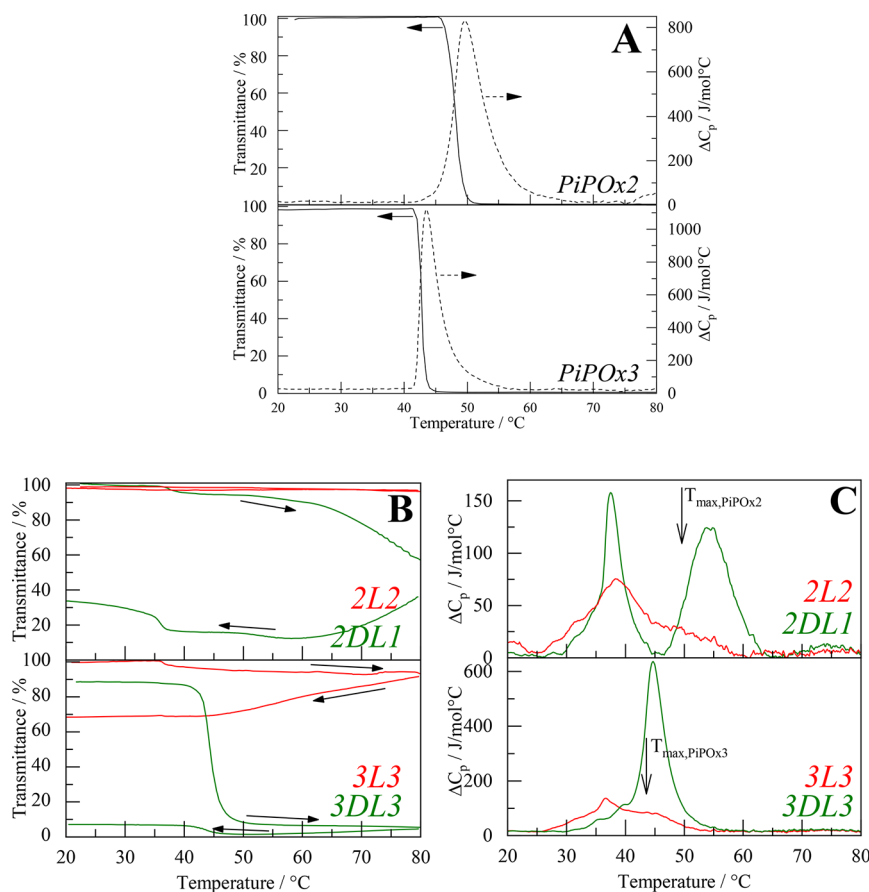 A
Transmittance / %
100
80
60
40
20
800
600
400
200
0
ΔCp / J/mol°C
PiPOx2
Transmittance / %
100
80
60
40
20
0
1000
800
600
400
200
0
ΔCp / J/mol°C
PiPOx3
20 30 40 50 60 70 80
Temperature / °C
B
Transmittance / %
100
80
60
40
20
2L2
2DL1
Transmittance / %
100
80
60
40
20
0
3L3
3DL3
20 30 40 50 60 70 80
Temperature / °C
C
ΔCp / J/mol°C
150
100
75
50
25
0
Tmax,PiPOx2
2L2
2DL1
ΔCp / J/mol°C
600
400
200
0
Tmax,PiPOx3
3L3
3DL3
20 30 40 50 60 70 80
Temperature / °C